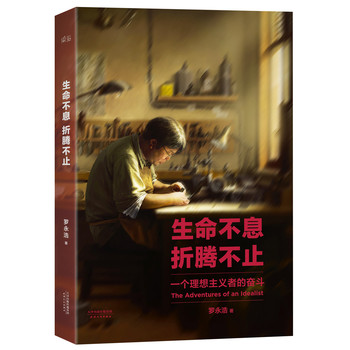 生命不息 折腾不止
罗永浩 著
生命不息
折腾不止
一个理想主义者的奋斗
The Adventures of an Idealist
罗永浩 著